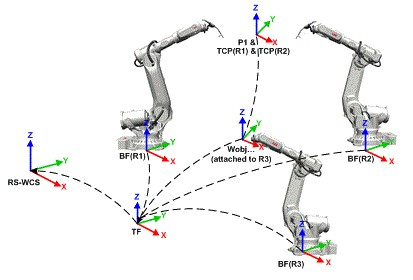 Z
P1 &
TCP(R1) & TCP(R2)
Y
X
Z
Y
X
BF(R1)
Z
Y
X
Wobj...
(attached to R3)
Z
Y
X
BF(R2)
Z
Y
X
RS-WCS
Z
Y
X
TF
Z
Y
X
BF(R3)